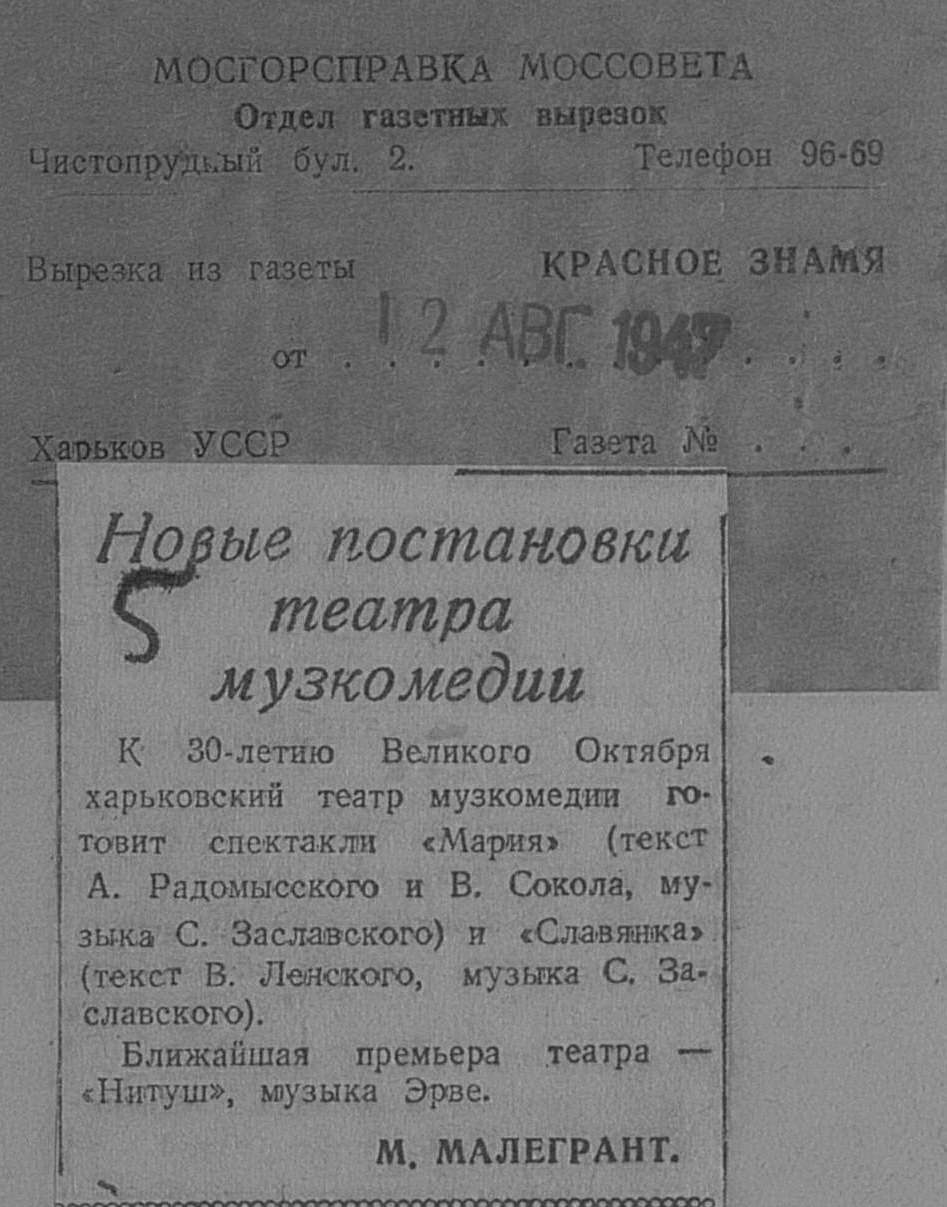 МОСГОРСПРАВКА МОССОВЕТА
Отдел газетных вырезок
Чистопрудный бул. 2. Телефон 96-69
Вырезка из газеты КРАСНОЕ ЗНАМЯ
от . . 12 АВГ. 1947 . . . .
Харьков УССР Газета № . . .
Новые постановки
5 театра
музкомедии
К 30-летию Великого Октября
харьковский театр музкомедии го-
товит спектакли «Мария» (текст
А. Радомысского и В. Сокола, му-
зыка С. Заславского) и «Славянка»
(текст В. Ленского, музыка С. За-
славского).
Ближайшая премьера театра —
«Нитуш», музыка Эрве.
М. МАЛЕГРАНТ.